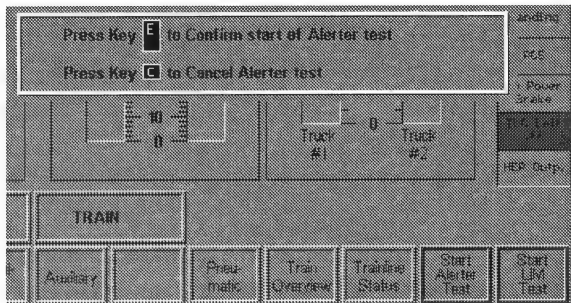 Press Key E to Confirm start of Alerter test
Press Key C to Cancel Alerter test
anding
PCS
Power
Brake
HEP Outp.
10
0
0
Truck
#1
Truck
#2
TRAIN
Auxiliary
Pneu-
matic
Train
Overview
Trainline
Status
Start
Alerter
Test
Start
LIM
Test